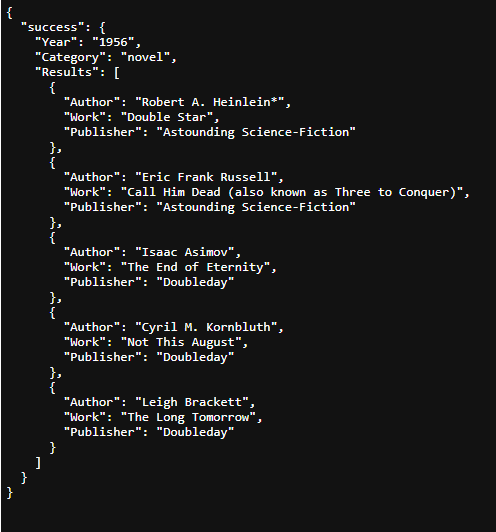 {
  "success": {
    "Year": "1956",
    "Category": "novel",
    "Results": [
      {
        "Author": "Robert A. Heinlein*",
        "Work": "Double Star",
        "Publisher": "Astounding Science-Fiction"
      },
      {
        "Author": "Eric Frank Russell",
        "Work": "Call Him Dead (also known as Three to Conquer)",
        "Publisher": "Astounding Science-Fiction"
      },
      {
        "Author": "Isaac Asimov",
        "Work": "The End of Eternity",
        "Publisher": "Doubleday"
      },
      {
        "Author": "Cyril M. Kornbluth",
        "Work": "Not This August",
        "Publisher": "Doubleday"
      },
      {
        "Author": "Leigh Brackett",
        "Work": "The Long Tomorrow",
        "Publisher": "Doubleday"
      }
    ]
  }
}